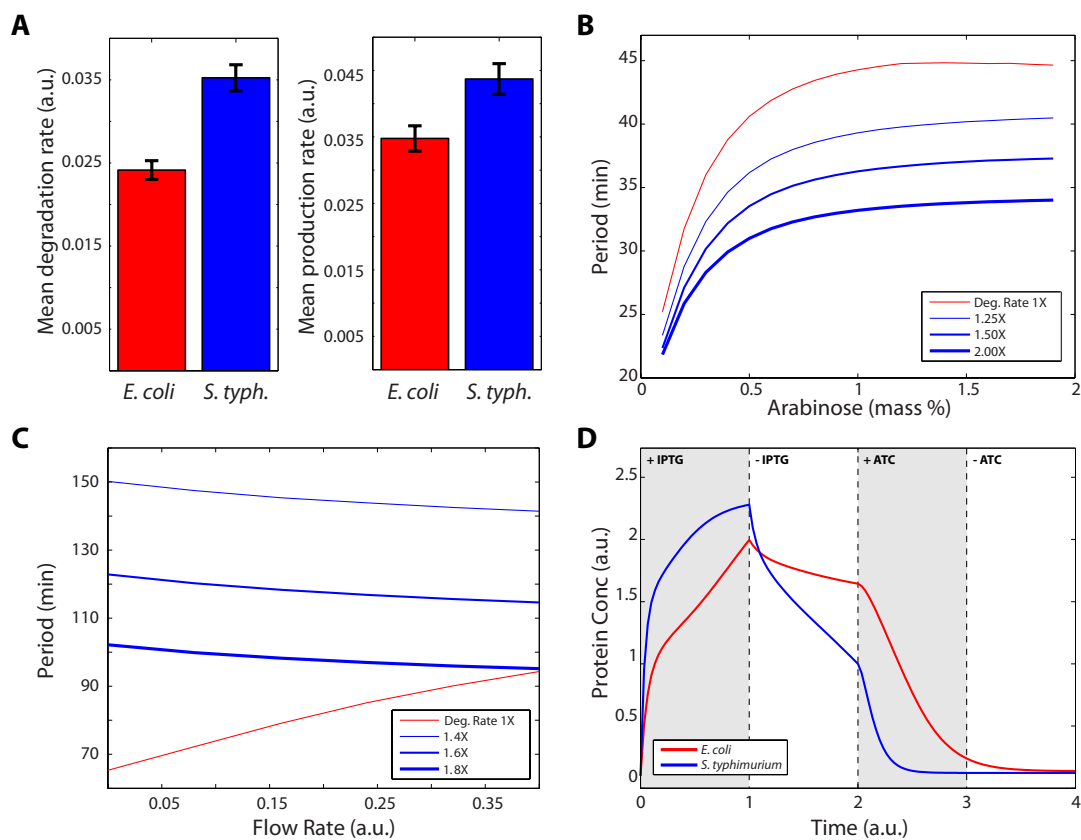 A
Mean degradation rate (a.u.)
0.035
0.025
0.015
0.005
E. coli
S. typh.
Mean production rate (a.u.)
0.045
0.036
0.027
0.018
0.009
E. coli
S. typh.
B
Period (min)
45
40
35
30
25
20
0
0.5
1
1.5
2
Arabinose (mass %)
Deg. Rate 1X
1.25X
1.50X
2.00X
C
Period (min)
150
130
110
90
70
0.05
0.15
0.25
0.35
Flow Rate (a.u.)
Deg. Rate 1X
1.4X
1.6X
1.8X
D
Protein Conc (a.u.)
2.5
2
1.5
1
0.5
0
+ IPTG
- IPTG
+ ATC
- ATC
E. coli
S. typhimurium
0
1
2
3
4
Time (a.u.)